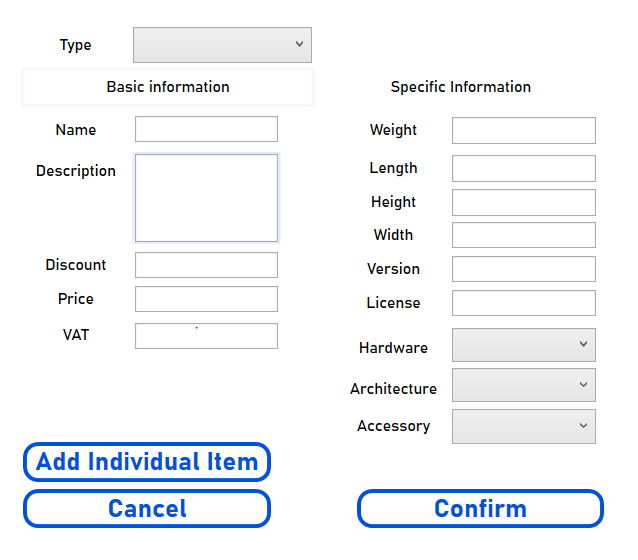 Type
Basic information
Name
Description
Discount
Price
VAT
Specific Information
Weight
Length
Height
Width
Version
License
Hardware
Architecture
Accessory
Add Individual Item
Cancel
Confirm